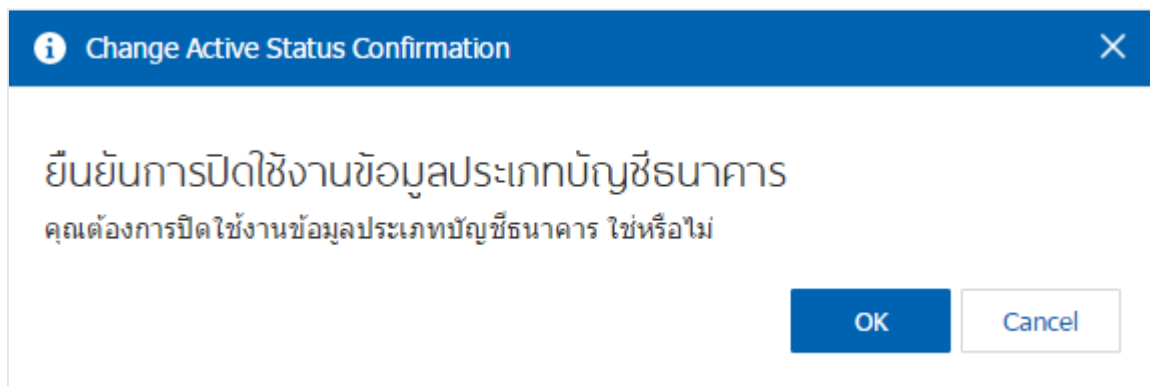 Change Active Status Confirmation
ยืนยันการปิดใช้งานข้อมูลประเภทบัญชีธนาคาร
คุณต้องการปิดใช้งานข้อมูลประเภทบัญชีธนาคาร ใช่หรือไม่
OK Cancel